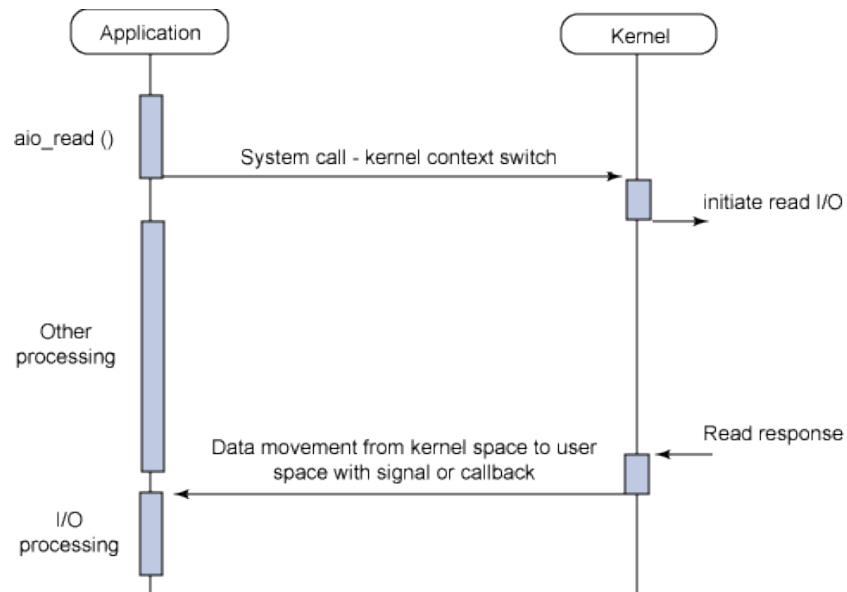 Application
Kernel
aio_read ()
System call - kernel context switch
initiate read I/O
Other
processing
Read response
Data movement from kernel space to user
space with signal or callback
I/O
processing